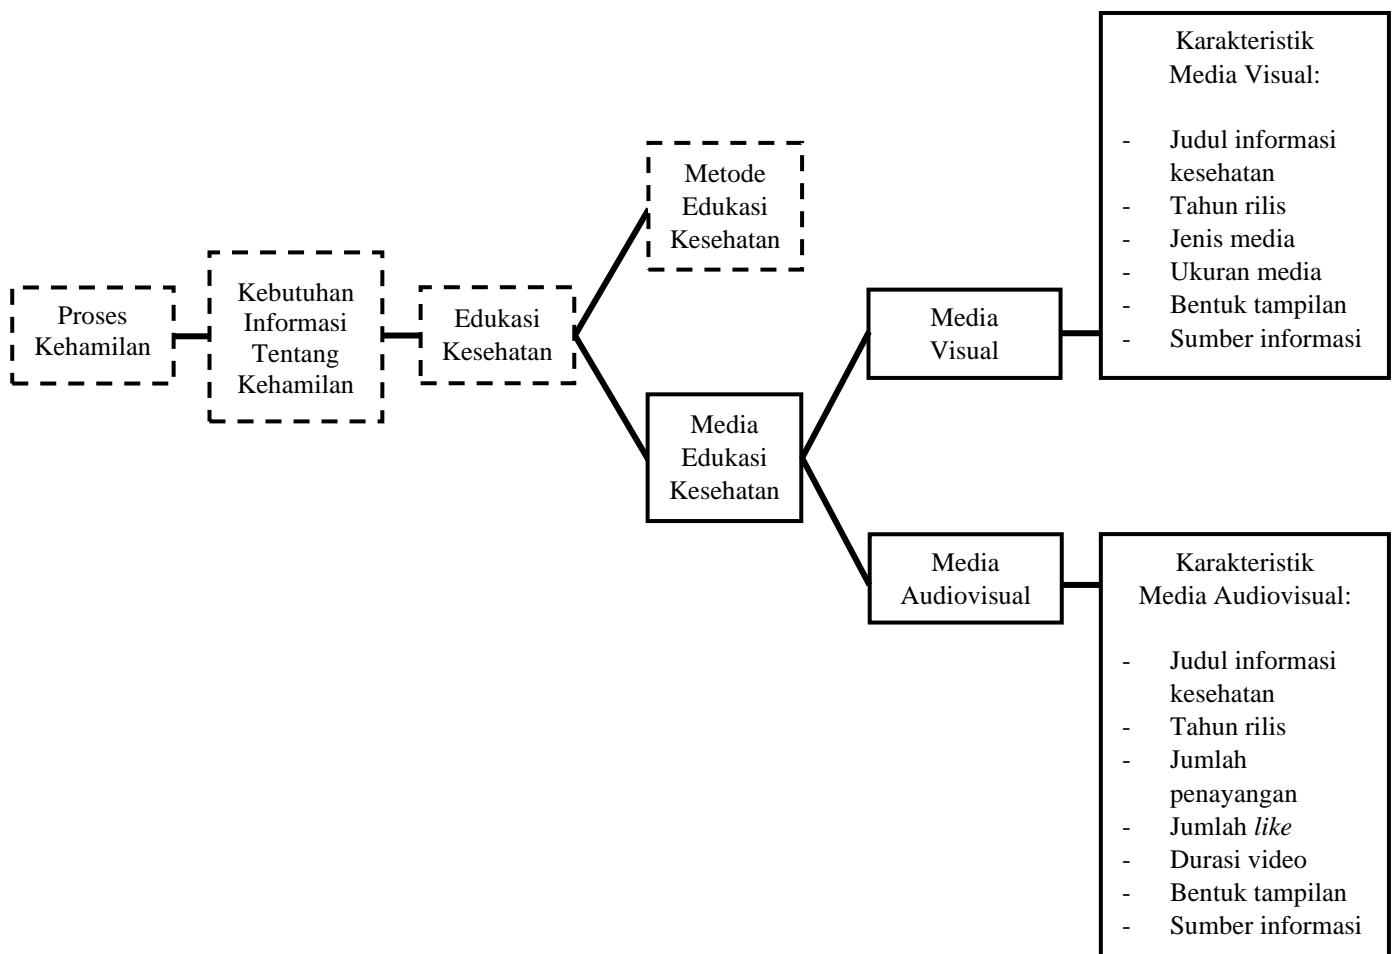 Proses
Kehamilan
Kebutuhan
Informasi
Tentang
Kehamilan
Edukasi
Kesehatan
Metode
Edukasi
Kesehatan
Media
Edukasi
Kesehatan
Media
Visual
Karakteristik
Media Visual:
- Judul informasi
kesehatan
- Tahun rilis
- Jenis media
- Ukuran media
- Bentuk tampilan
- Sumber informasi
Media
Audiovisual
Karakteristik
Media Audiovisual:
- Judul informasi
kesehatan
- Tahun rilis
- Jumlah
penayangan
- Jumlah like
- Durasi video
- Bentuk tampilan
- Sumber informasi